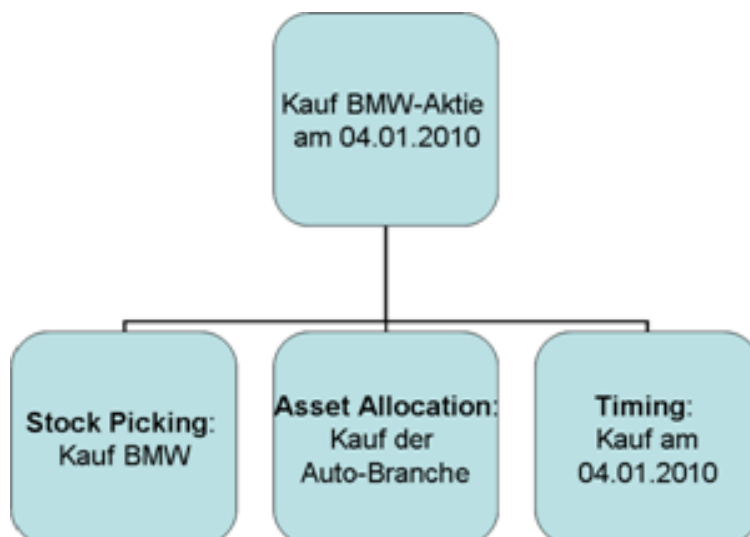 Kauf BMW-Aktie
am 04.01.2010
Stock Picking:
Kauf BMW
Asset Allocation:
Kauf der
Auto-Branche
Timing:
Kauf am
04.01.2010